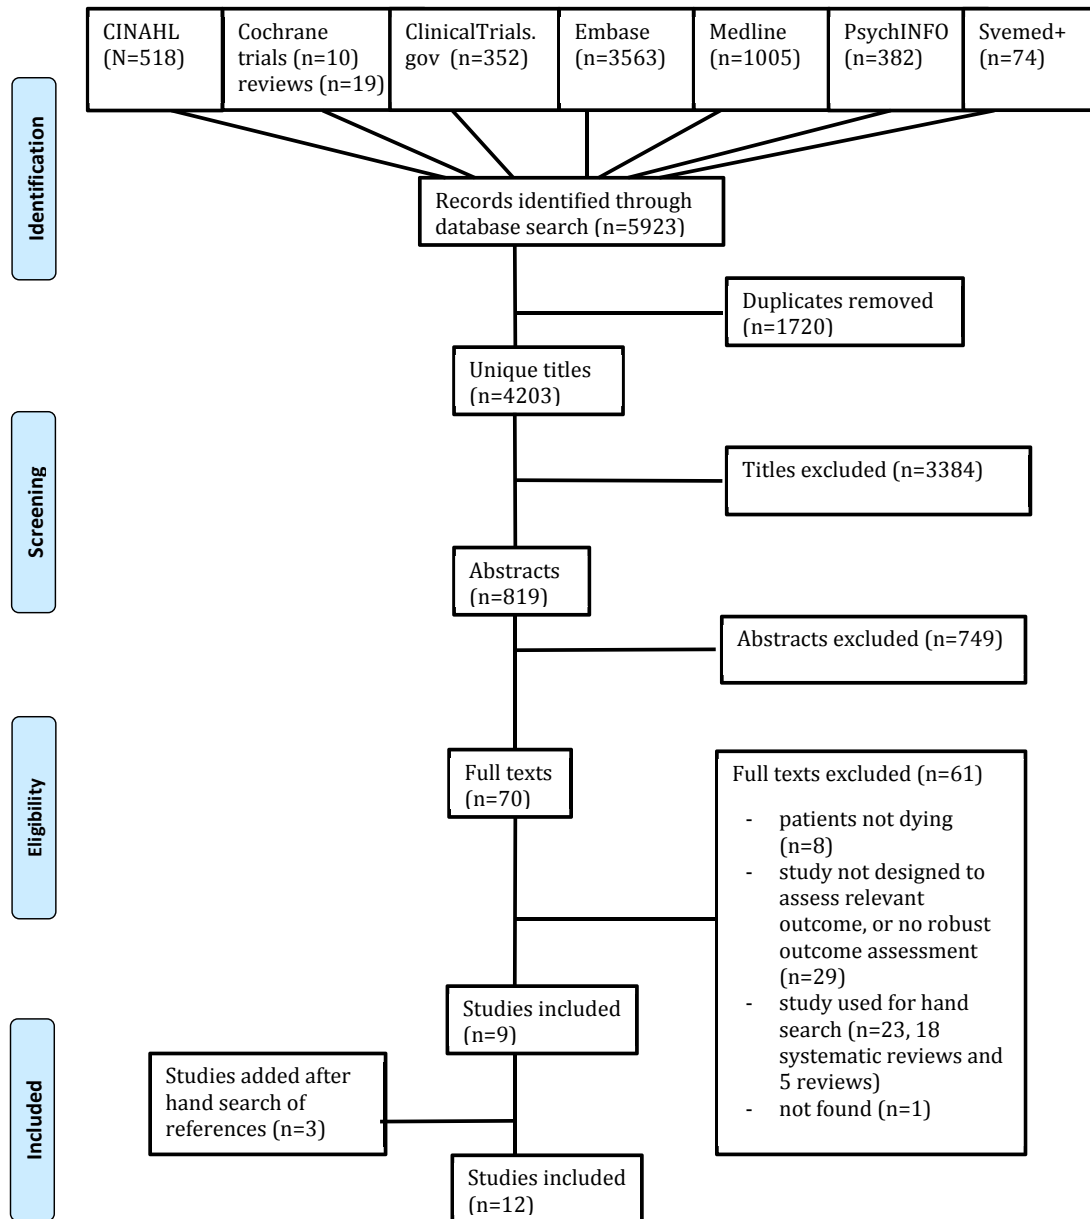 CINAHL
(N=518)
Cochrane
trials (n=10)
reviews (n=19)
ClinicalTrials.
gov (n=352)
Embase
(n=3563)
Medline
(n=1005)
PsychINFO
(n=382)
Svemed+
(n=74)
Identification
Records identified through
database search (n=5923)
Duplicates removed
(n=1720)
Unique titles
(n=4203)
Screening
Titles excluded (n=3384)
Abstracts
(n=819)
Abstracts excluded (n=749)
Eligibility
Full texts
(n=70)
Full texts excluded (n=61)
- patients not dying
(n=8)
- study not designed to
assess relevant
outcome, or no robust
outcome assessment
(n=29)
- study used for hand
search (n=23, 18
systematic reviews and
5 reviews)
- not found (n=1)
Studies included
(n=9)
Included
Studies added after
hand search of
references (n=3)
Studies included
(n=12)